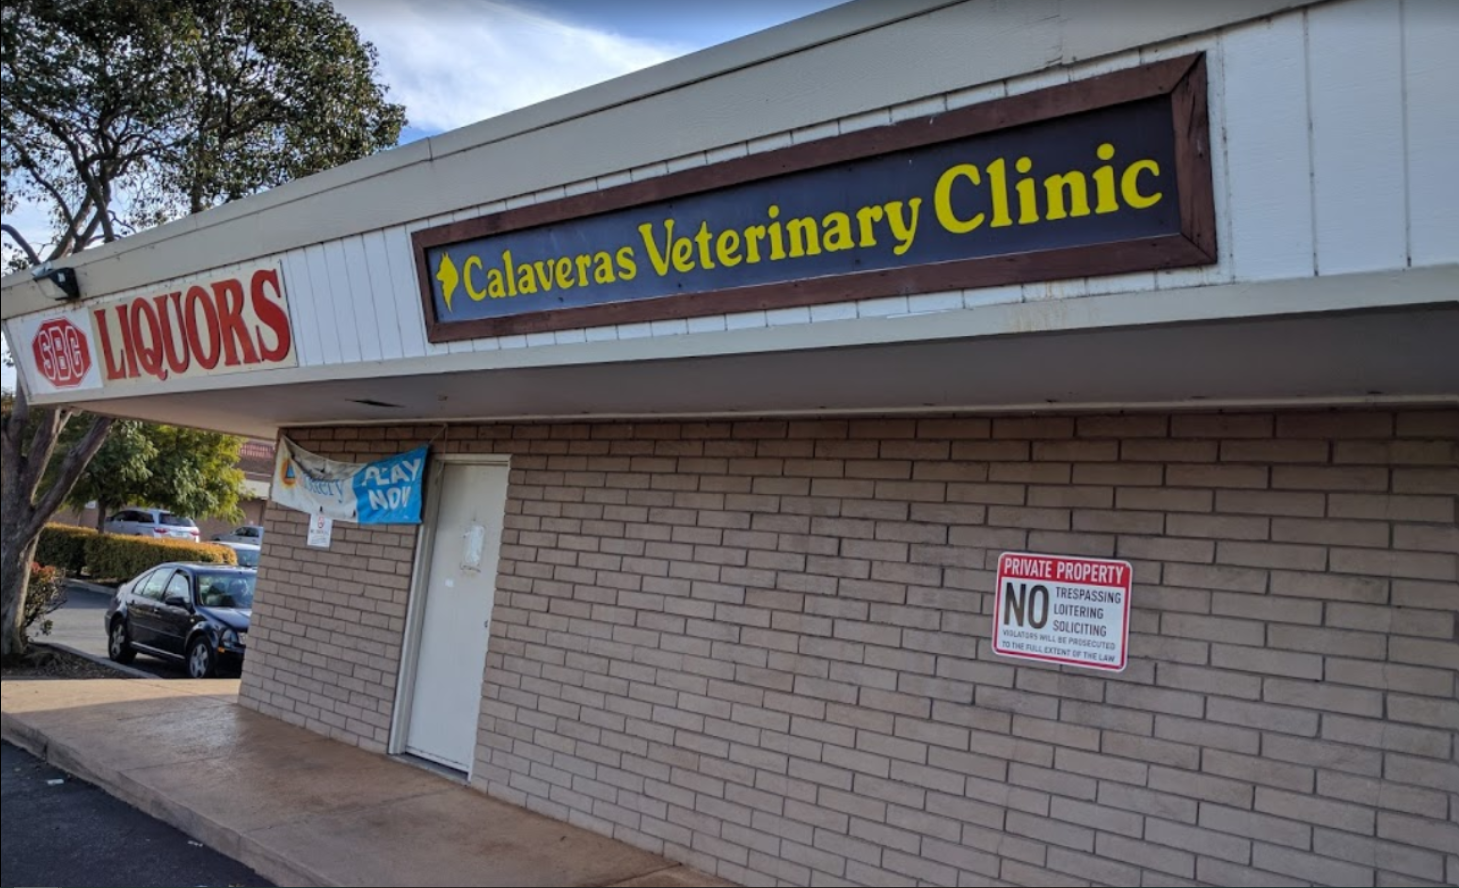 SBC LIQUORS
Calaveras Veterinary Clinic
PLAY
NOW
PRIVATE PROPERTY
NO
TRESPASSING
LOITERING
SOLICITING
VIOLATORS WILL BE PROSECUTED
TO THE FULL EXTENT OF THE LAW